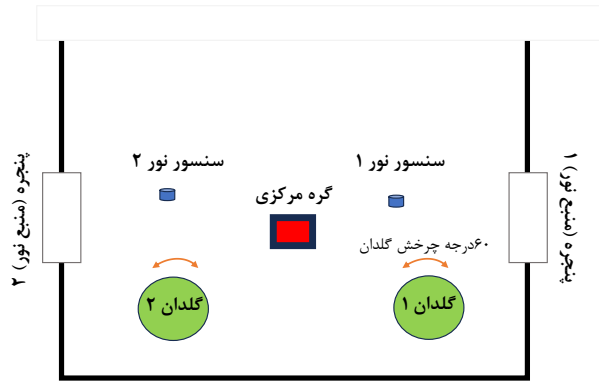 سنسور نور ۱
سنسور نور ۲
پنجره (منبع نور) ۱
پنجره (منبع نور) ۲
گره مرکزی
۶۰درجه چرخش گلدان
گلدان ۱
گلدان ۲